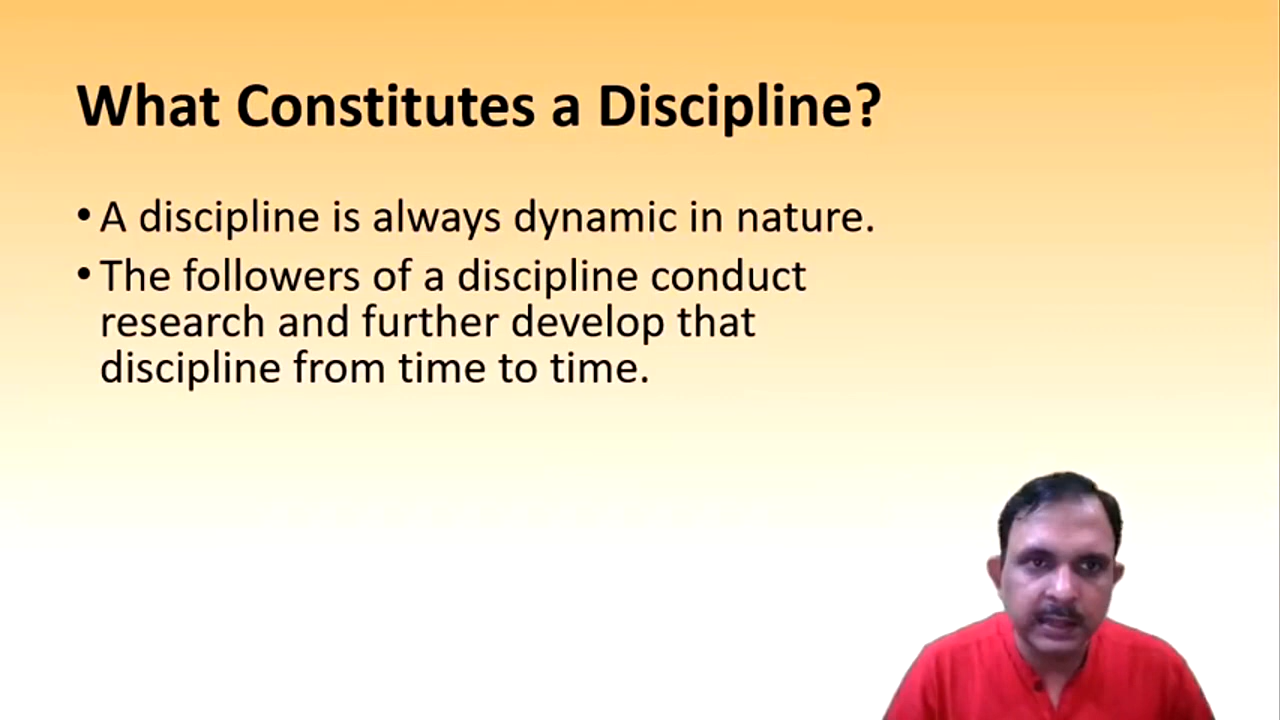 What Constitutes a Discipline?
• A discipline is always dynamic in nature.
• The followers of a discipline conduct
research and further develop that
discipline from time to time.